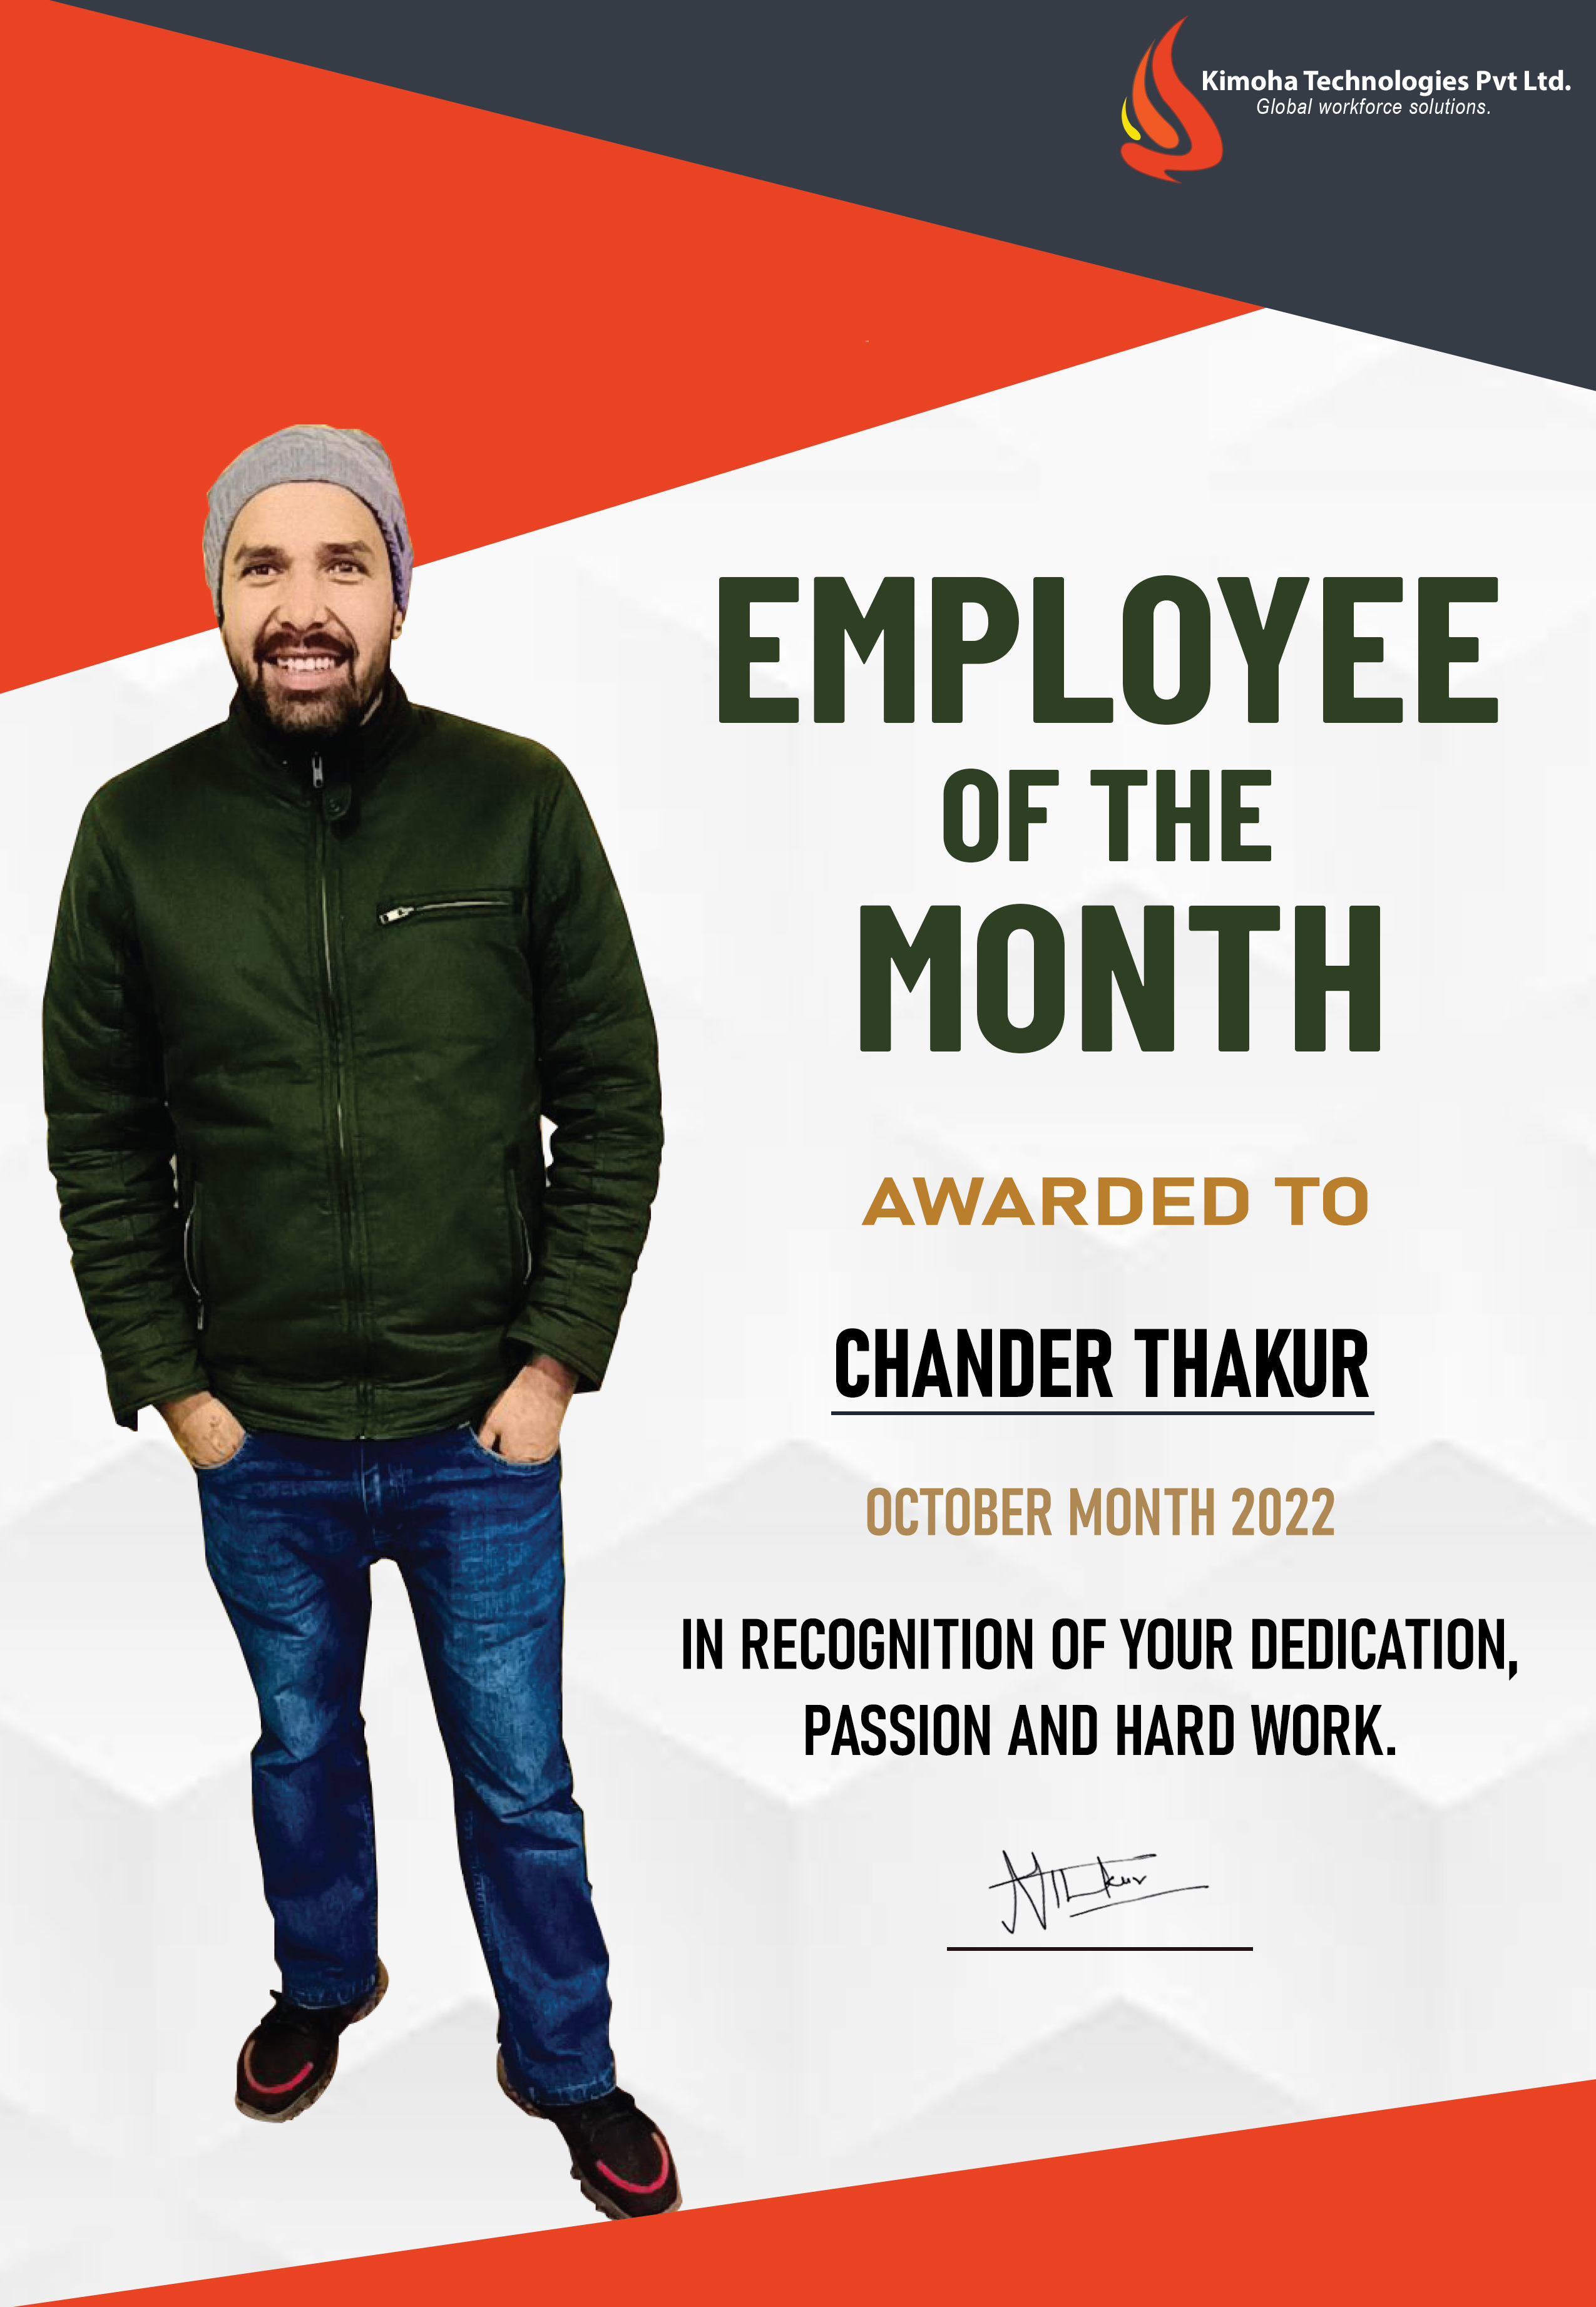 Kimoha Technologies Pvt Ltd.
Global workforce solutions.
EMPLOYEE
OF THE
MONTH
AWARDED TO
CHANDER THAKUR
OCTOBER MONTH 2022
IN RECOGNITION OF YOUR DEDICATION,
PASSION AND HARD WORK.